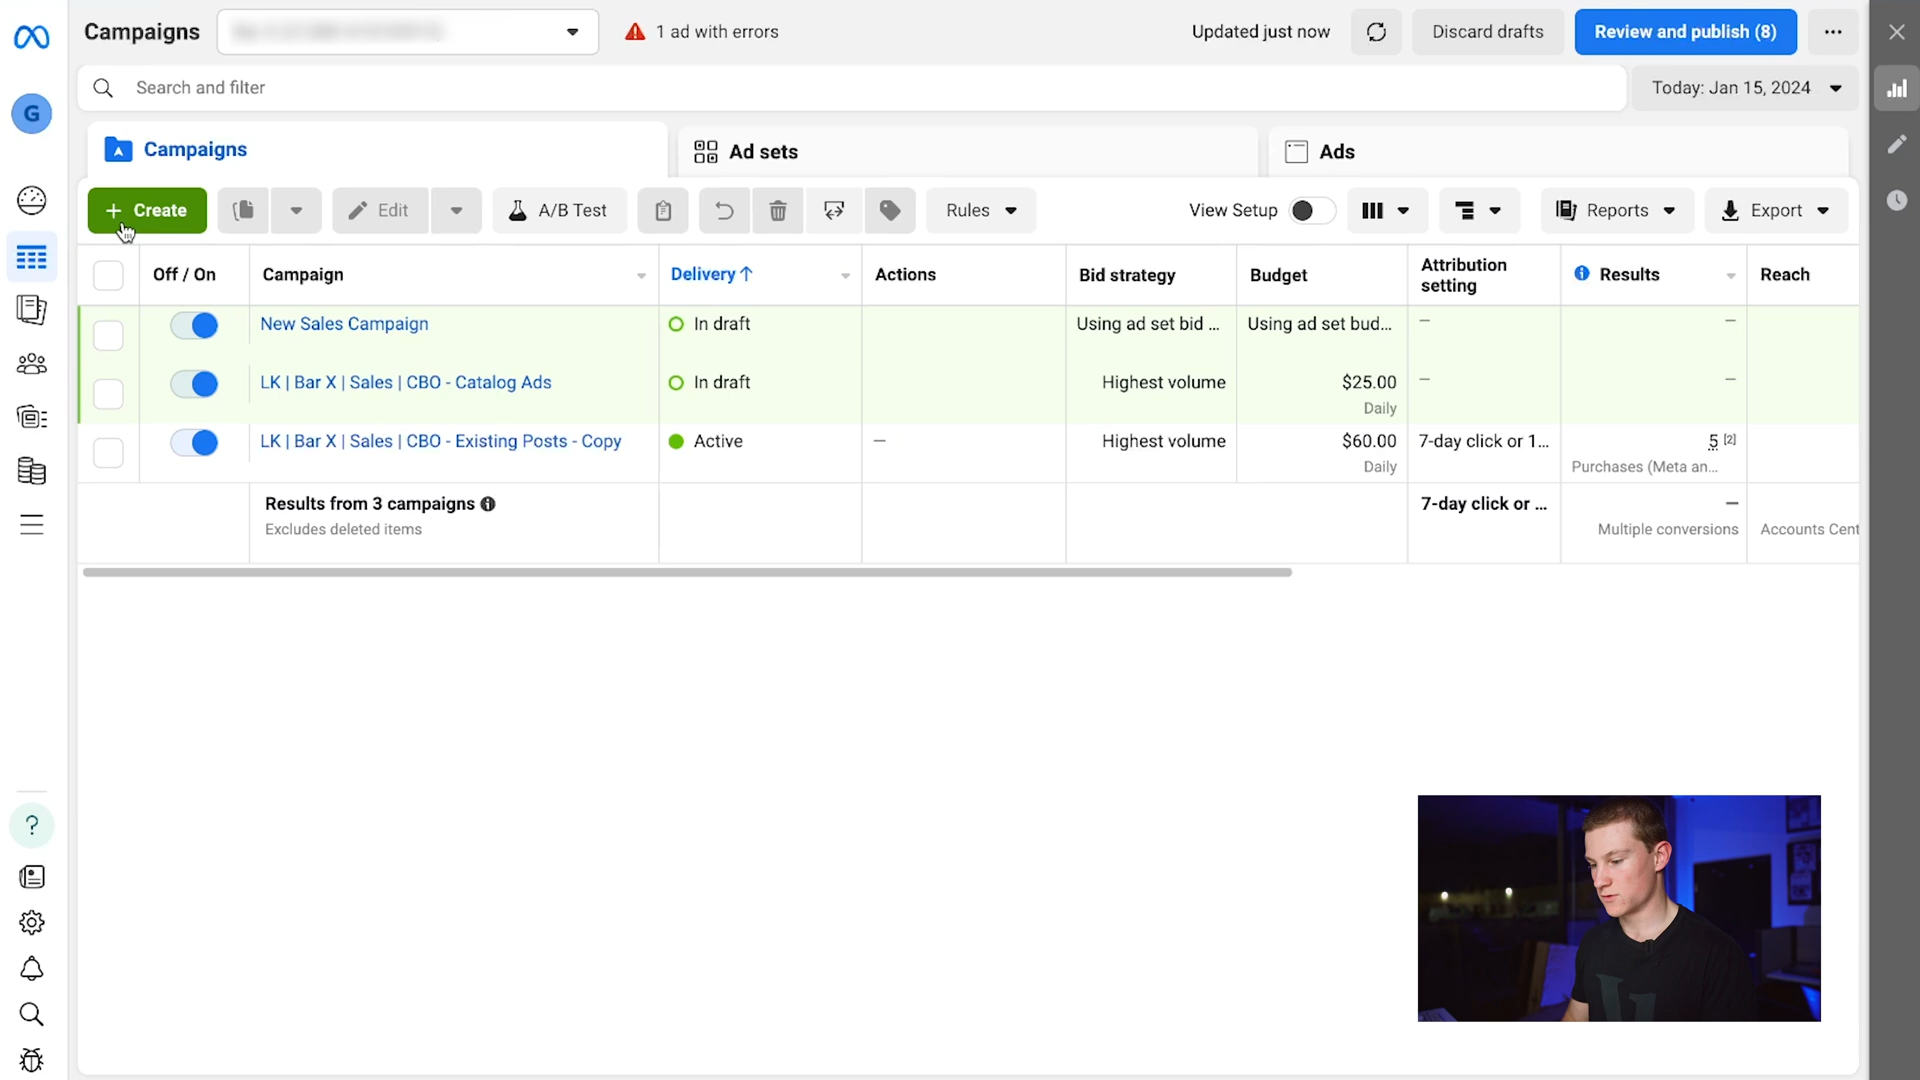 Campaigns
1 ad with errors
Updated just now
Discard drafts
Review and publish (8)
G
Search and filter
Today: Jan 15, 2024
Campaigns
Ad sets
Ads
+ Create
Edit
A/B Test
Rules
View Setup
Reports
Export
Off / On
Campaign
Delivery↑
Actions
Bid strategy
Budget
Attribution
setting
Results
Reach
New Sales Campaign
In draft
Using ad set bid ...
Using ad set bud...
—
—
LK | Bar X | Sales | CBO - Catalog Ads
In draft
Highest volume
$25.00
Daily
—
—
LK | Bar X | Sales | CBO - Existing Posts - Copy
Active
—
Highest volume
$60.00
Daily
7-day click or 1...
5 [2]
Purchases (Meta an...
Results from 3 campaigns
Excludes deleted items
7-day click or ...
—
Multiple conversions
Accounts Cent
?